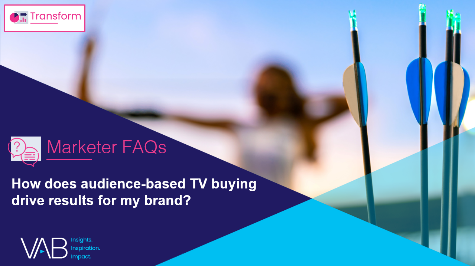 Transform
Marketer FAQs
How does audience-based TV buying
drive results for my brand?
VAB
Insights.
Inspiration.
Impact.